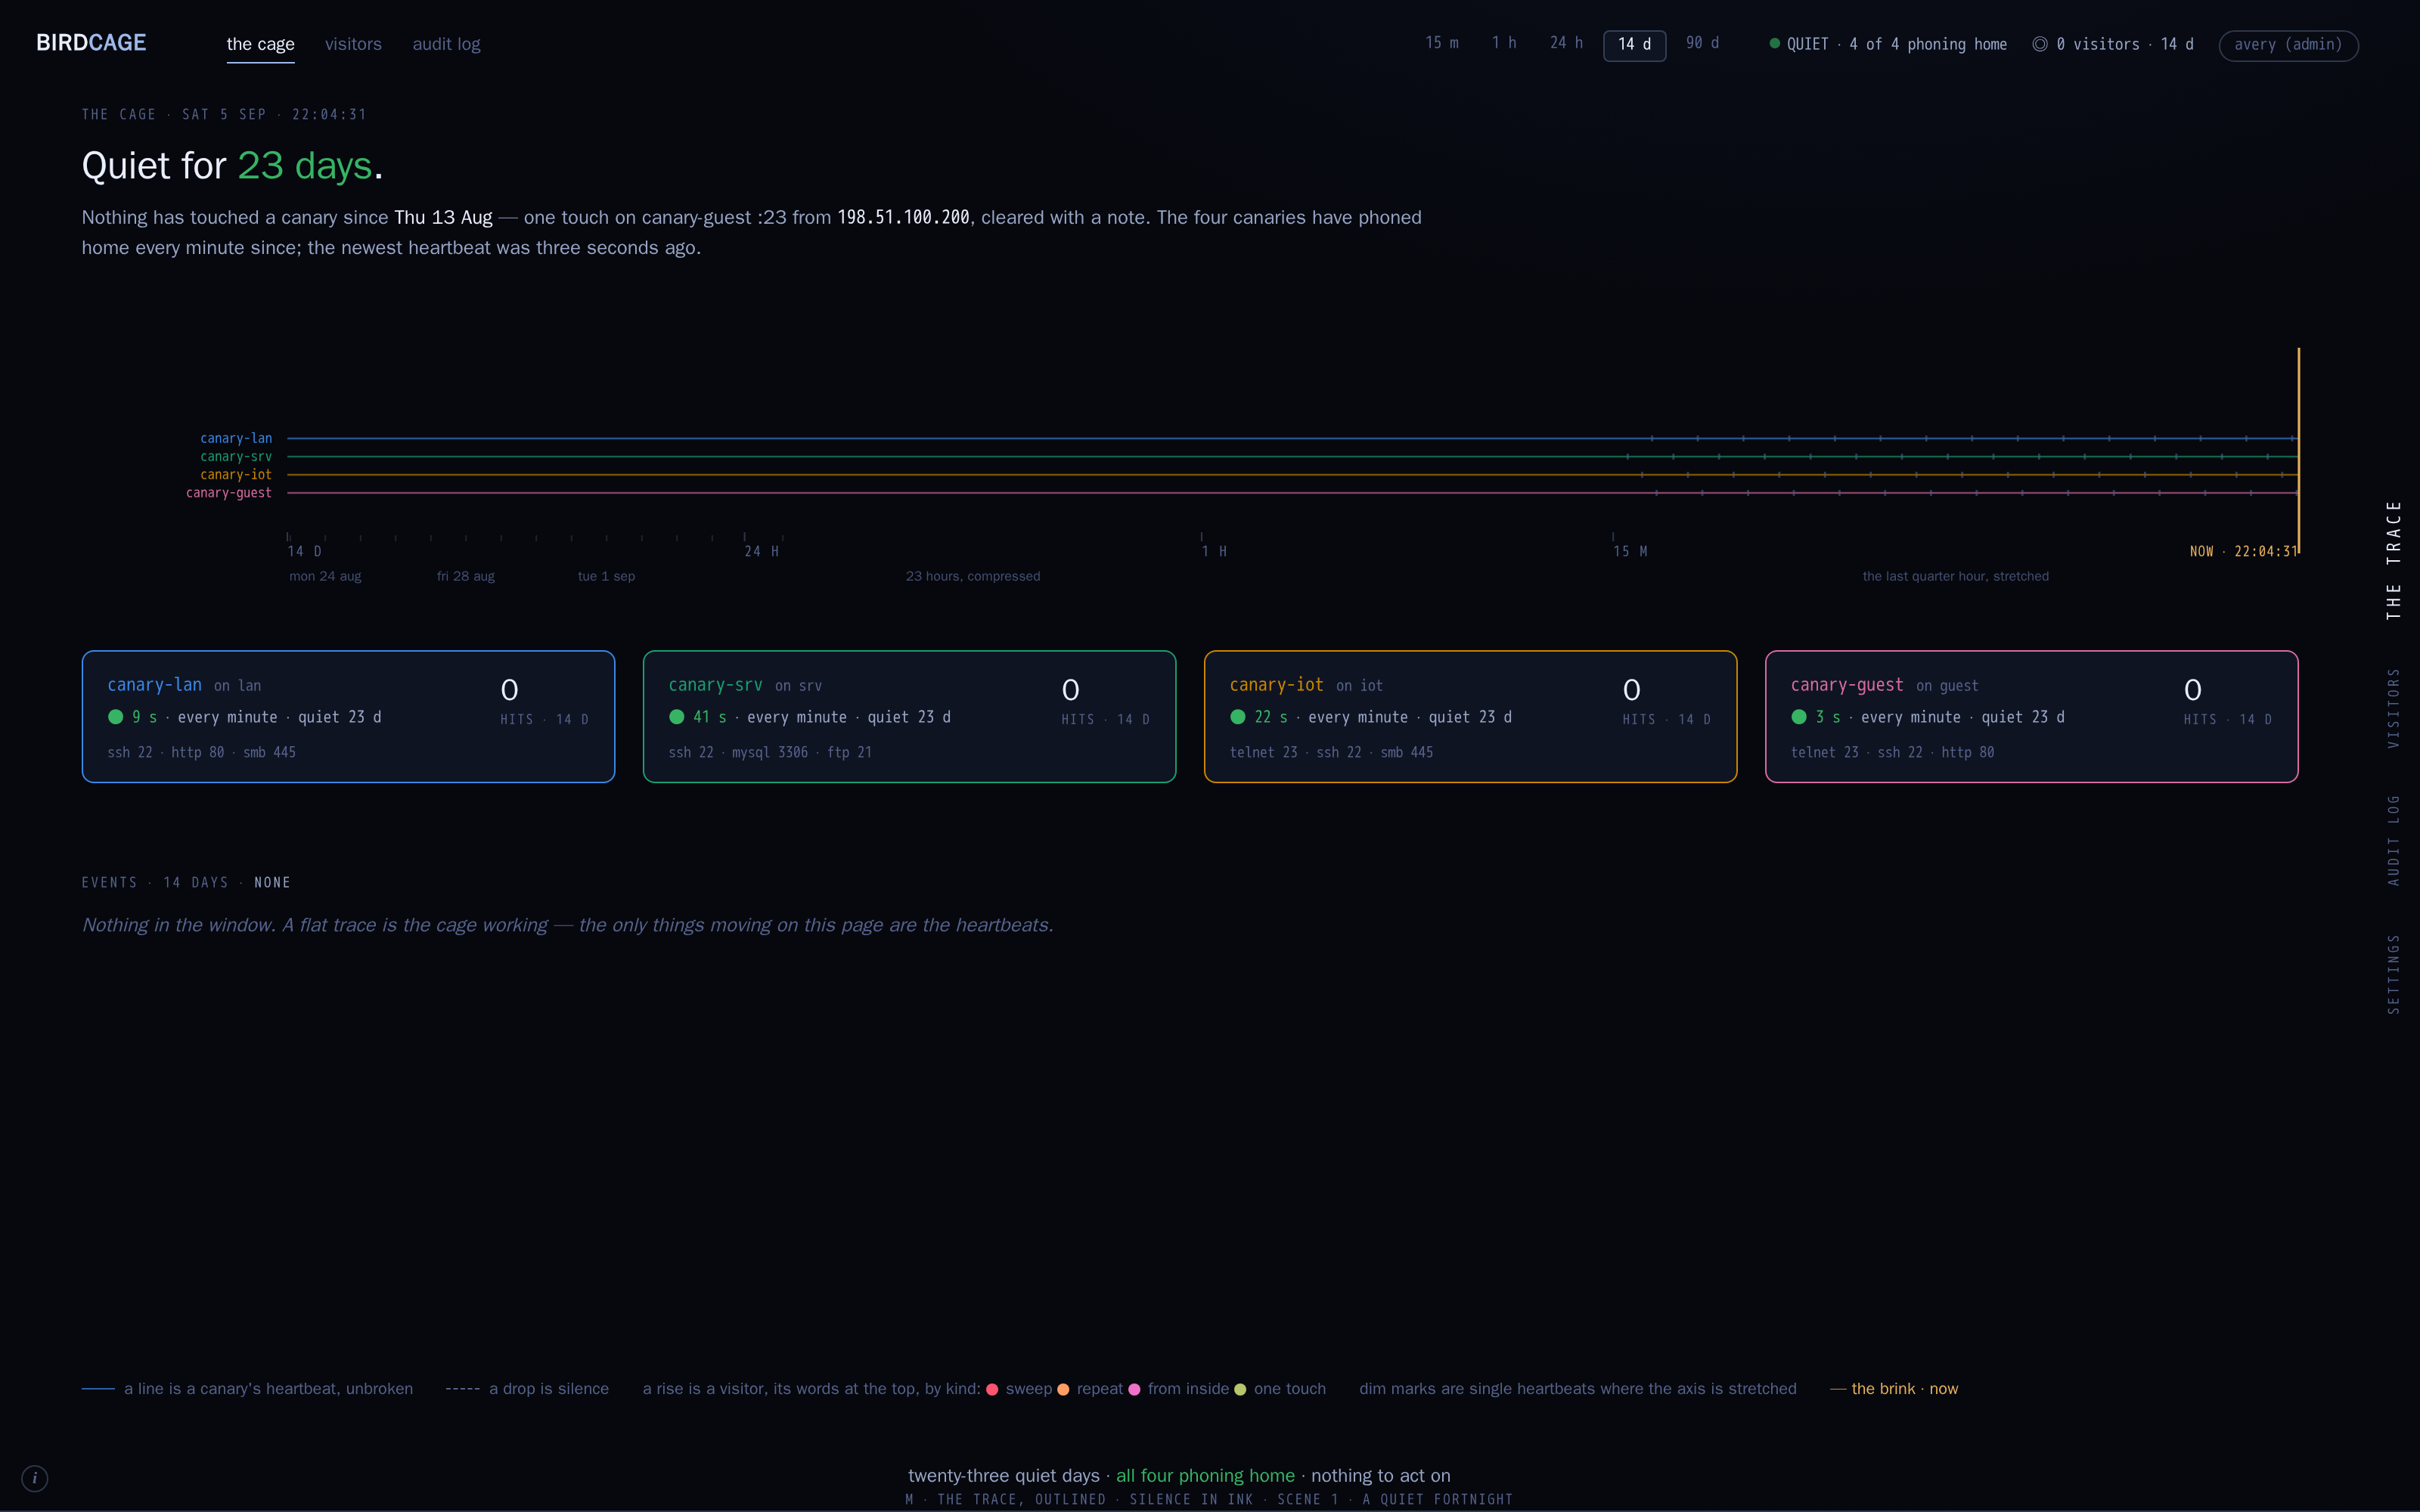 BIRDCAGE
the cage visitors audit log
15 m 1 h 24 h 14 d 90 d
QUIET · 4 of 4 phoning home
0 visitors · 14 d
avery (admin)
THE CAGE · SAT 5 SEP · 22:04:31
Quiet for 23 days.
Nothing has touched a canary since Thu 13 Aug — one touch on canary-guest :23 from 198.51.100.200, cleared with a note. The four canaries have phoned
home every minute since; the newest heartbeat was three seconds ago.
canary-lan
canary-srv
canary-iot
canary-guest
14 D 24 H 1 H 15 M NOW · 22:04:31
mon 24 aug fri 28 aug tue 1 sep 23 hours, compressed the last quarter hour, stretched
canary-lan on lan 0
9 s · every minute · quiet 23 d HITS · 14 D
ssh 22 · http 80 · smb 445
canary-srv on srv 0
41 s · every minute · quiet 23 d HITS · 14 D
ssh 22 · mysql 3306 · ftp 21
canary-iot on iot 0
22 s · every minute · quiet 23 d HITS · 14 D
telnet 23 · ssh 22 · smb 445
canary-guest on guest 0
3 s · every minute · quiet 23 d HITS · 14 D
telnet 23 · ssh 22 · http 80
THE TRACE
VISITORS
AUDIT LOG
SETTINGS
EVENTS · 14 DAYS · NONE
Nothing in the window. A flat trace is the cage working — the only things moving on this page are the heartbeats.
a line is a canary's heartbeat, unbroken a drop is silence a rise is a visitor, its words at the top, by kind: sweep repeat from inside one touch dim marks are single heartbeats where the axis is stretched — the brink · now
i
twenty-three quiet days · all four phoning home · nothing to act on
M · THE TRACE, OUTLINED · SILENCE IN INK · SCENE 1 · A QUIET FORTNIGHT